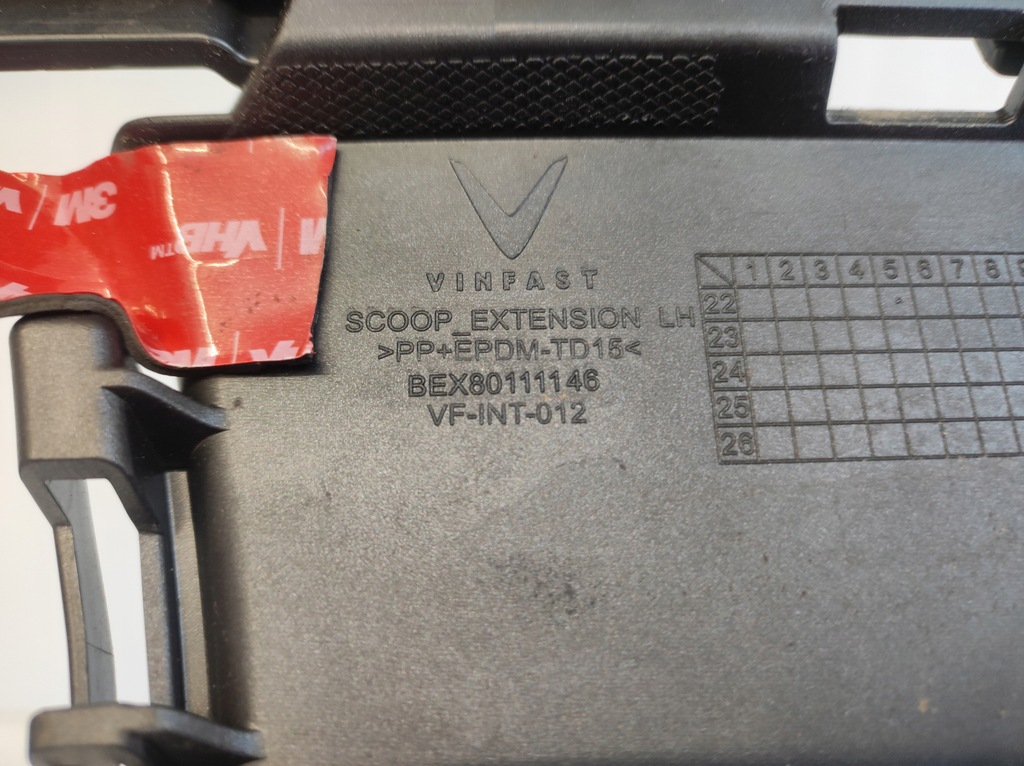 3M
VHB™
VINFAST
SCOOP_EXTENSION LH
>PP+EPDM-TD15<
BEX80111146
VF-INT-012
1 2 3 4 5 6 7 8
22
23
24
25
26